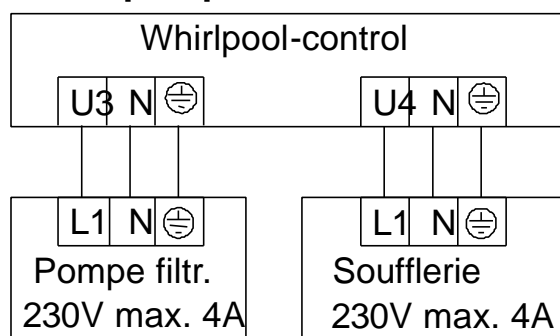 Whirlpool-control
U3 N U4 N
L1 N L1 N
Pompe filtr. Soufflerie
230V max. 4A 230V max. 4A